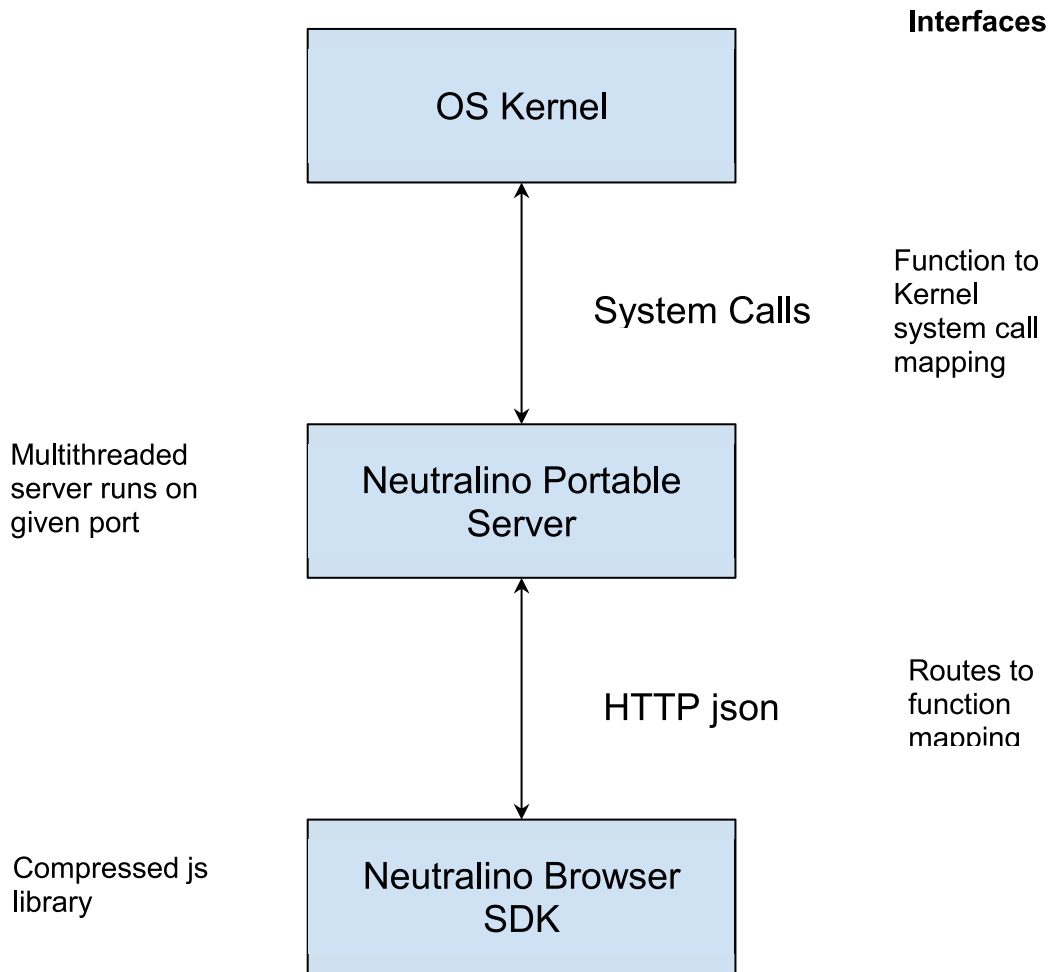 Interfaces
OS Kernel
System Calls
Function to
Kernel
system call
mapping
Multithreaded
server runs on
given port
Neutralino Portable
Server
HTTP json
Routes to
function
mapping
Compressed js
library
Neutralino Browser
SDK